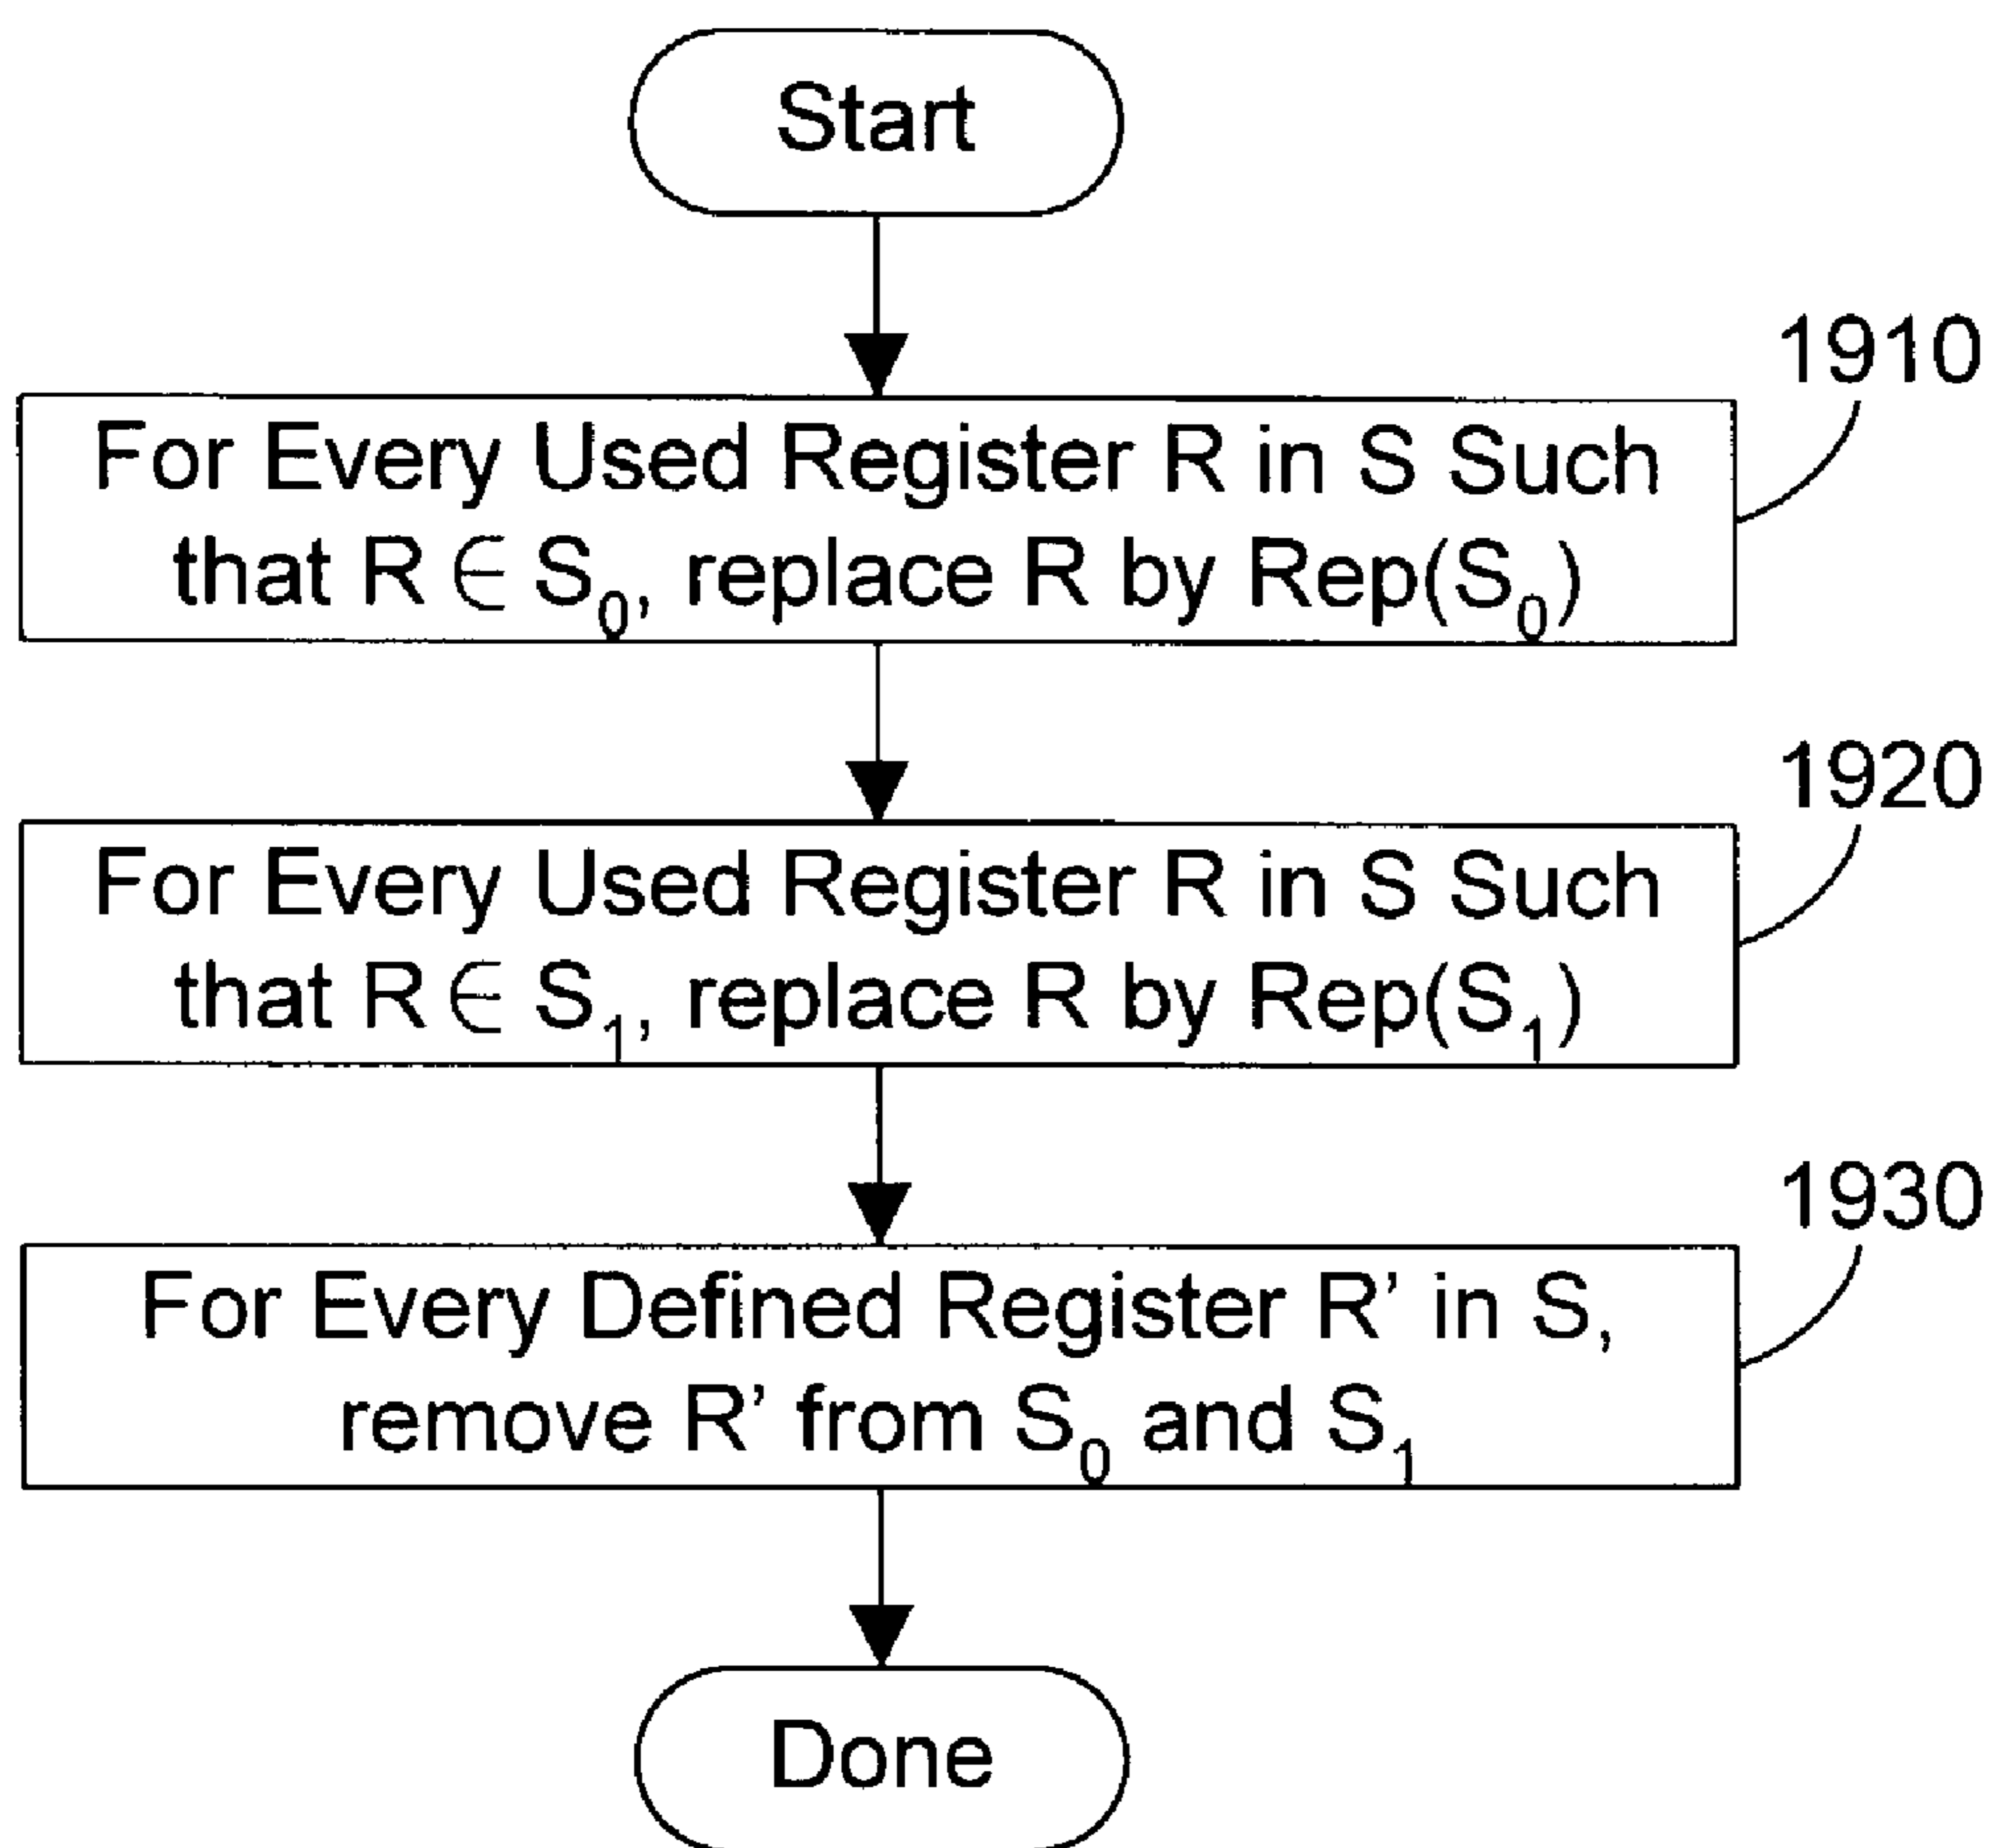 Start
1910
For Every Used Register R in S Such
that R ∈ S₀, replace R by Rep(S₀)
1920
For Every Used Register R in S Such
that R ∈ S₁, replace R by Rep(S₁)
1930
For Every Defined Register R' in S,
remove R' from S₀ and S₁
Done